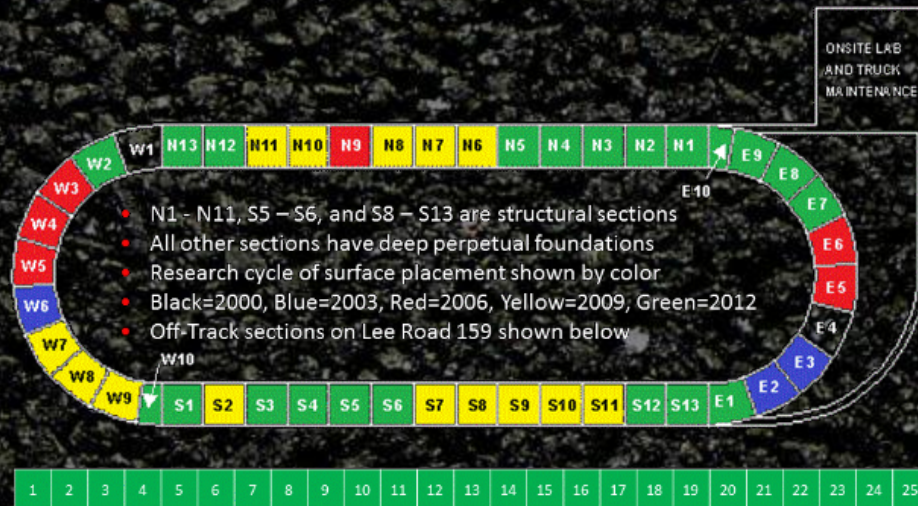 ONSITE LAB
AND TRUCK
MAINTENANCE
W1 N13 N12 N11 N10 N9 N8 N7 N6 N5 N4 N3 N2 N1
W2 E9
E10 E8
W3 E7
W4 E6
W5 E5
W6 E4
W7 E3
W8 E2
W9 W10 S1 S2 S3 S4 S5 S6 S7 S8 S9 S10 S11 S12 S13 E1
• N1 - N11, S5 – S6, and S8 – S13 are structural sections
• All other sections have deep perpetual foundations
• Research cycle of surface placement shown by color
• Black=2000, Blue=2003, Red=2006, Yellow=2009, Green=2012
• Off-Track sections on Lee Road 159 shown below
1 2 3 4 5 6 7 8 9 10 11 12 13 14 15 16 17 18 19 20 21 22 23 24 25